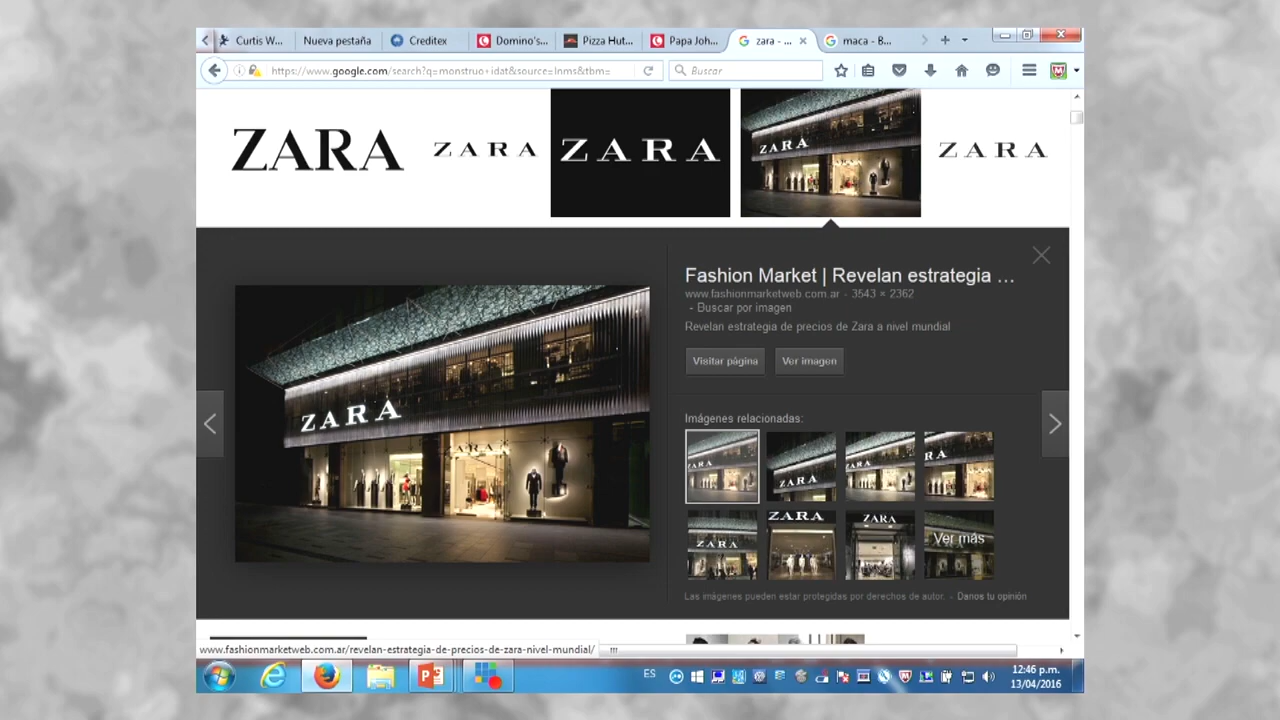 Curtis W... Nueva pestaña Creditex Domino's... Pizza Hut... Papa Joh... zara - ... maca - B...
https://www.google.com/search?q=monstruo+idat&source=lnms&tbm= Buscar
ZARA ZARA ZARA ZARA ZARA
Fashion Market | Revelan estrategia ...
www.fashionmarketweb.com.ar - 3543 × 2362
- Buscar por imagen
Revelan estrategia de precios de Zara a nivel mundial
Visitar página Ver imagen
ZARA
ZARA
Imágenes relacionadas:
ZARA ZARA ZARA RA
ZARA ZARA ZARA Ver más
Las imágenes pueden estar protegidas por derechos de autor. - Danos tu opinión
www.fashionmarketweb.com.ar/revelan-estrategia-de-precios-de-zara-nivel-mundial/
ES 12:46 p.m.
13/04/2016